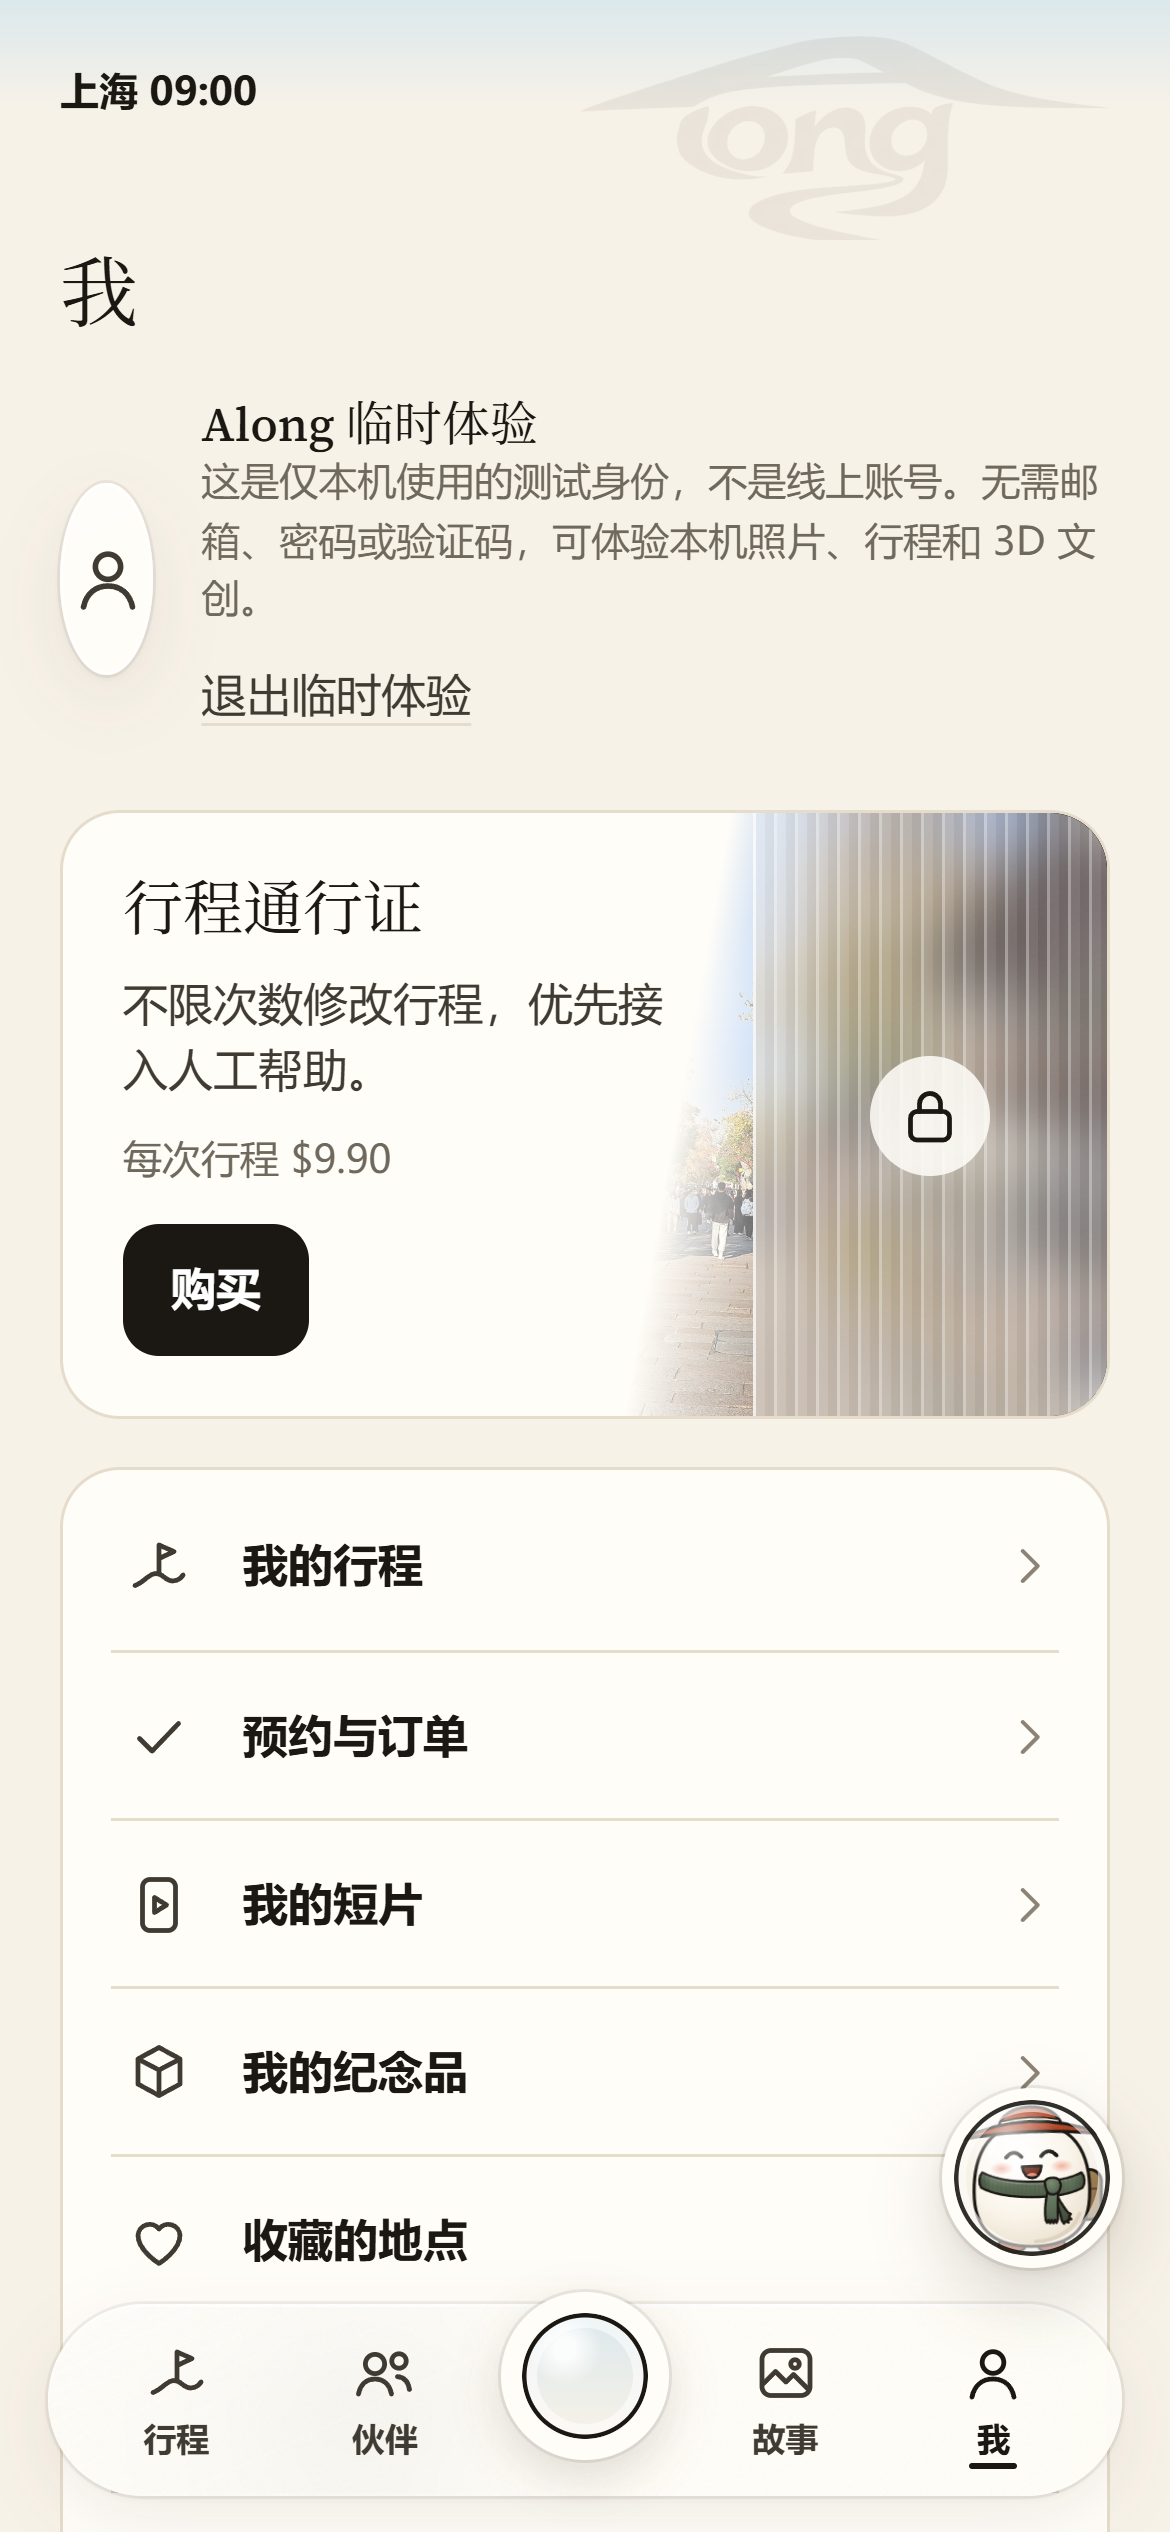 上海 09:00
long
我
Along 临时体验
这是仅本机使用的测试身份，不是线上账号。无需邮
箱、密码或验证码，可体验本机照片、行程和 3D 文
创。
退出临时体验
行程通行证
不限次数修改行程，优先接
入人工帮助。
每次行程 $9.90
购买
我的行程
预约与订单
我的短片
我的纪念品
收藏的地点
行程
伙伴
故事
我